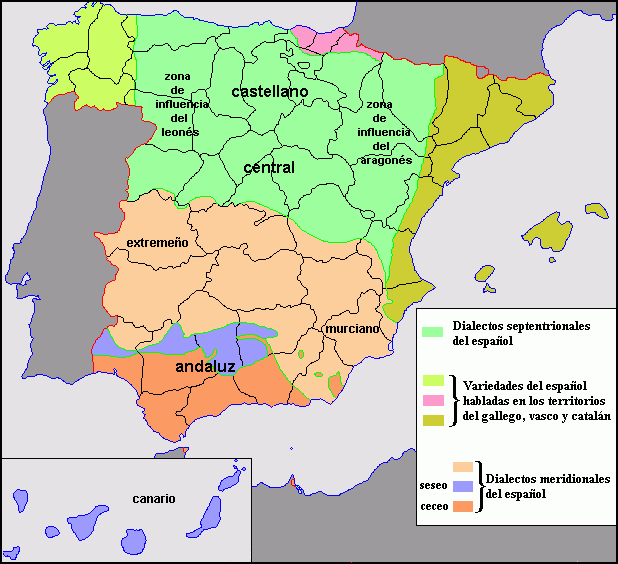 zona
de
influencia
del
leonés
castellano
zona
de
influencia
del
aragonés
central
extremeño
murciano
andaluz
canario
Dialectos septentrionales
del español
Variedades del español
habladas en los territorios
del gallego, vasco y catalán
Dialectos meridionales
del español
seseo
ceceo